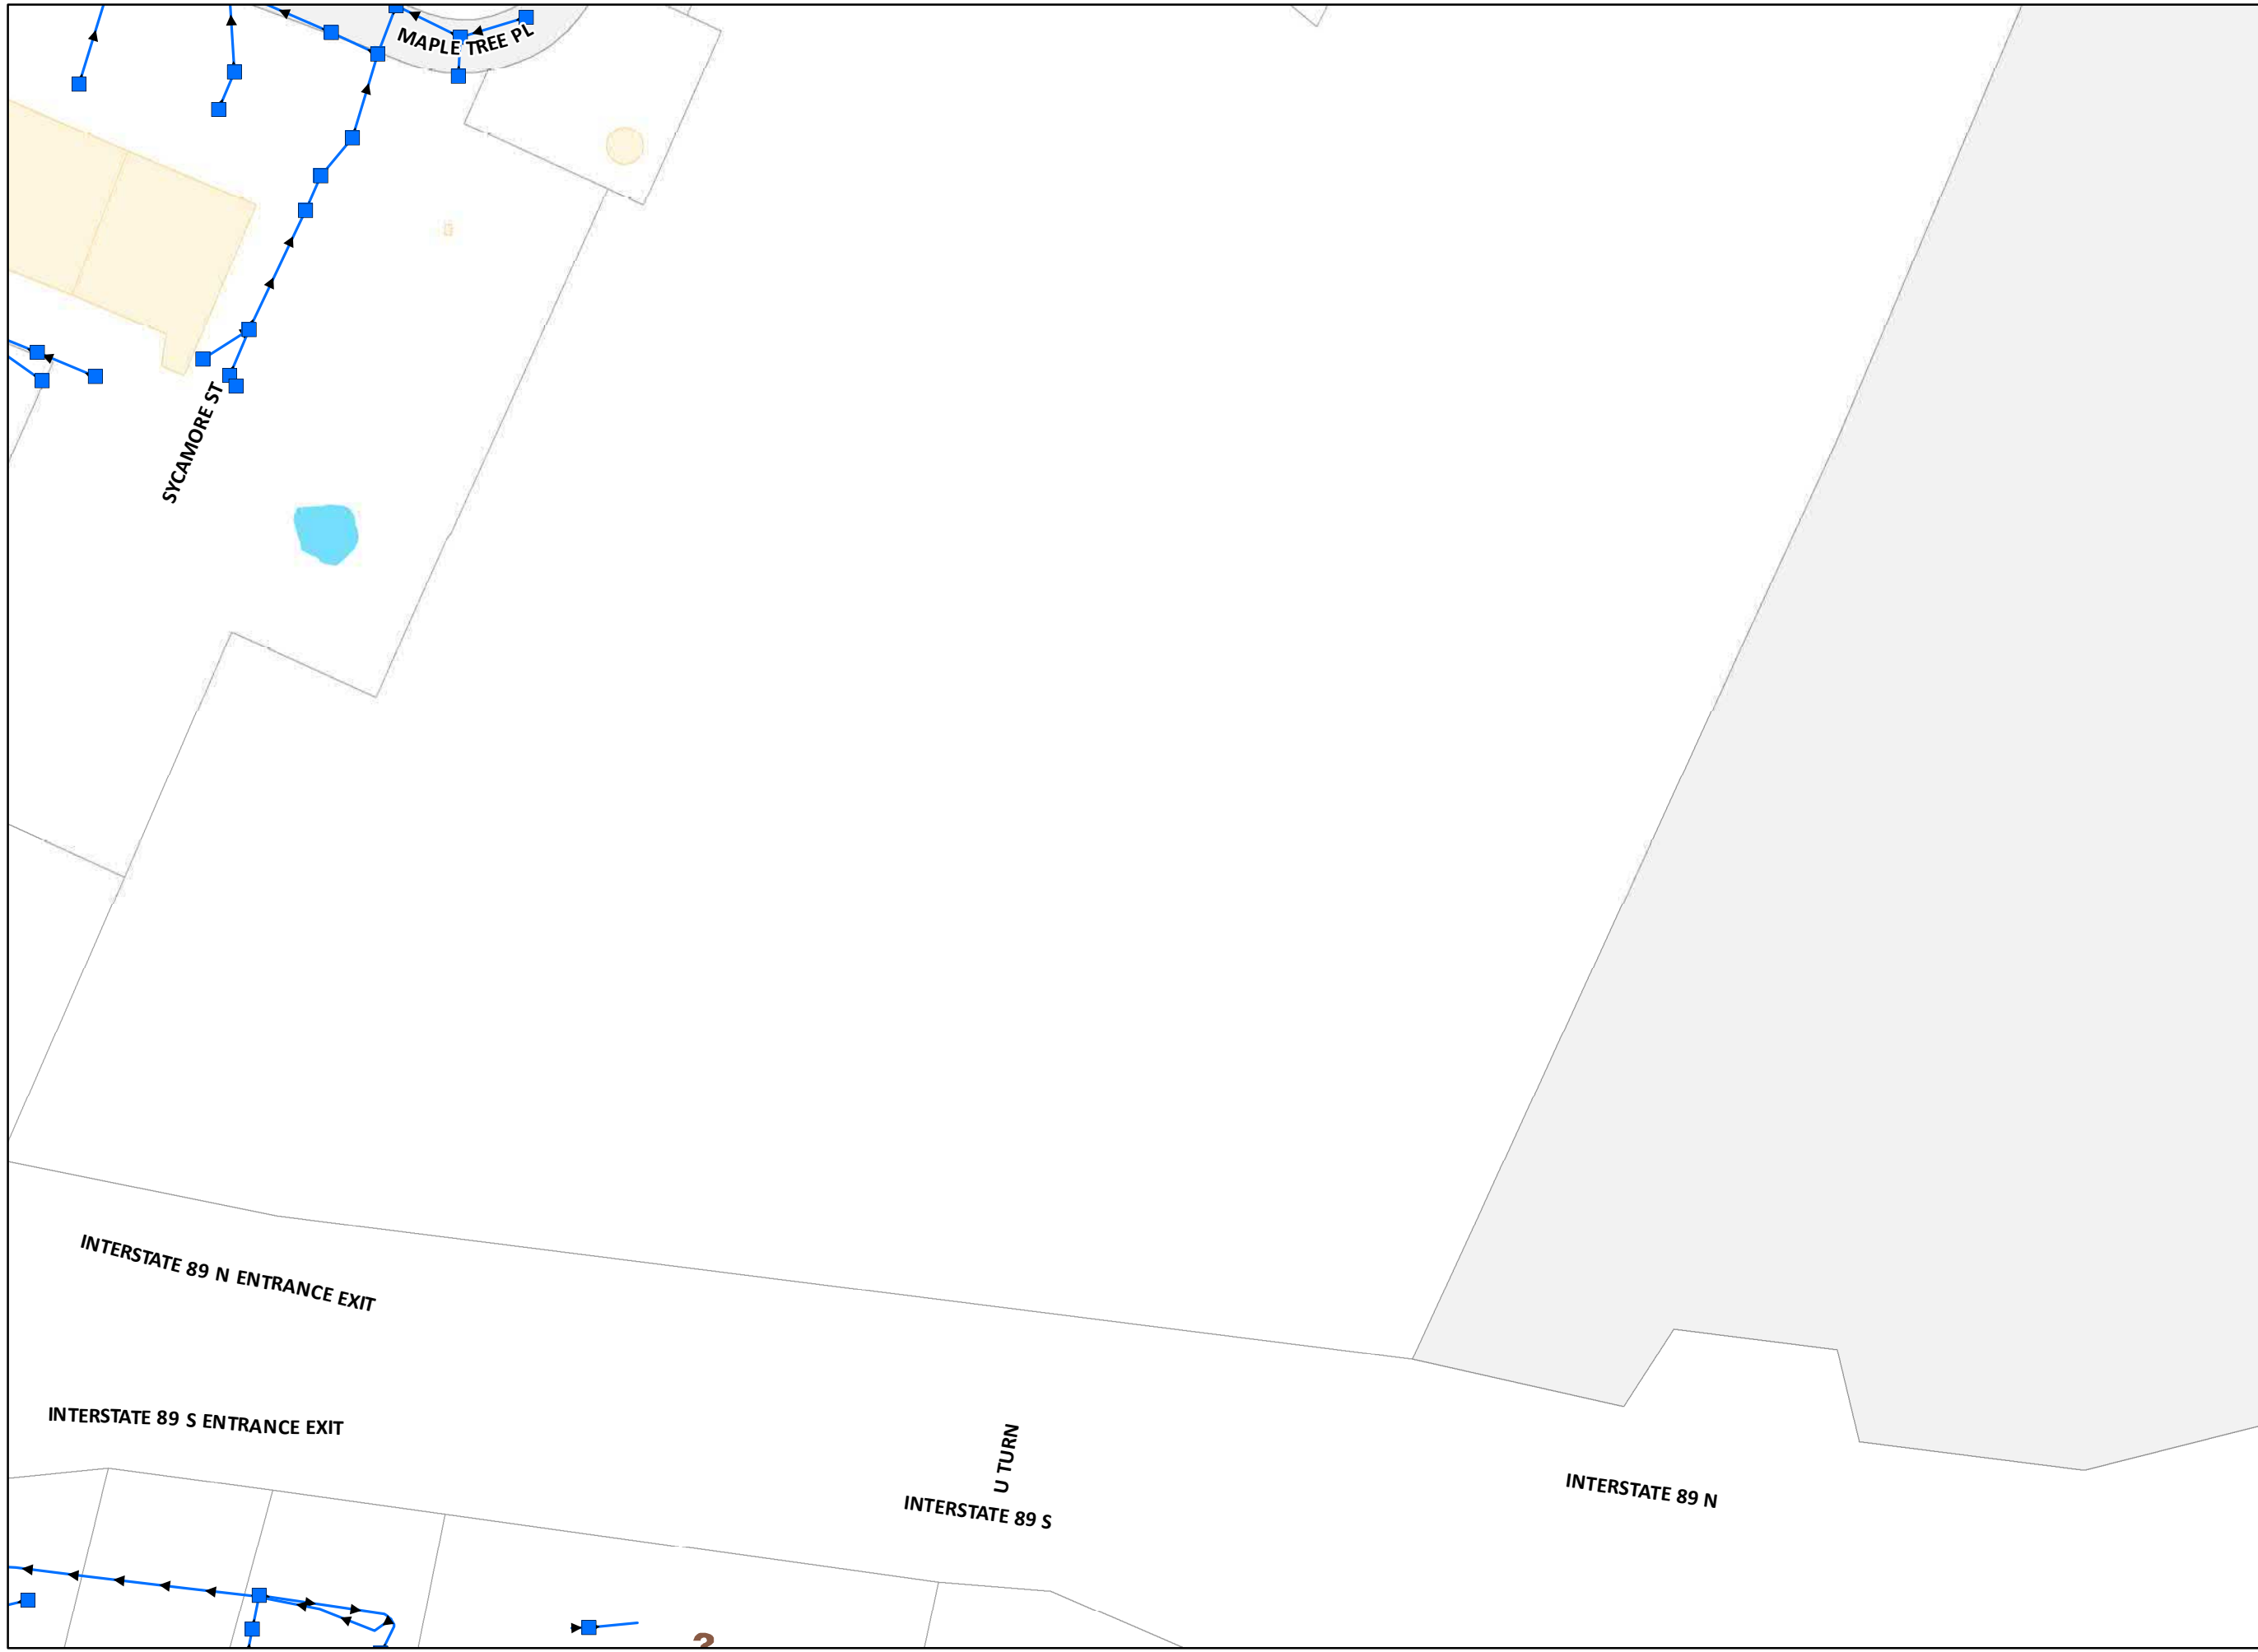 MAPLE TREE PL
SYCAMORE ST
INTERSTATE 89 N ENTRANCE EXIT
INTERSTATE 89 S ENTRANCE EXIT
U TURN
INTERSTATE 89 S
INTERSTATE 89 N